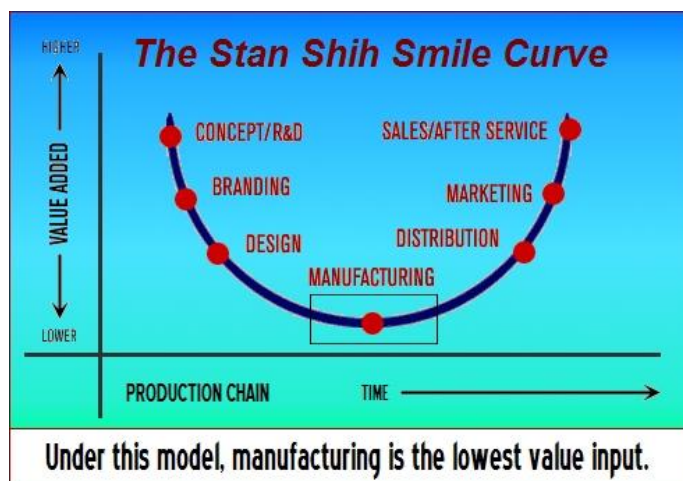 The Stan Shih Smile Curve
HIGHER
VALUE ADDED
LOWER
CONCEPT/R&D
BRANDING
DESIGN
MANUFACTURING
DISTRIBUTION
MARKETING
SALES/AFTER SERVICE
PRODUCTION CHAIN
TIME
Under this model, manufacturing is the lowest value input.